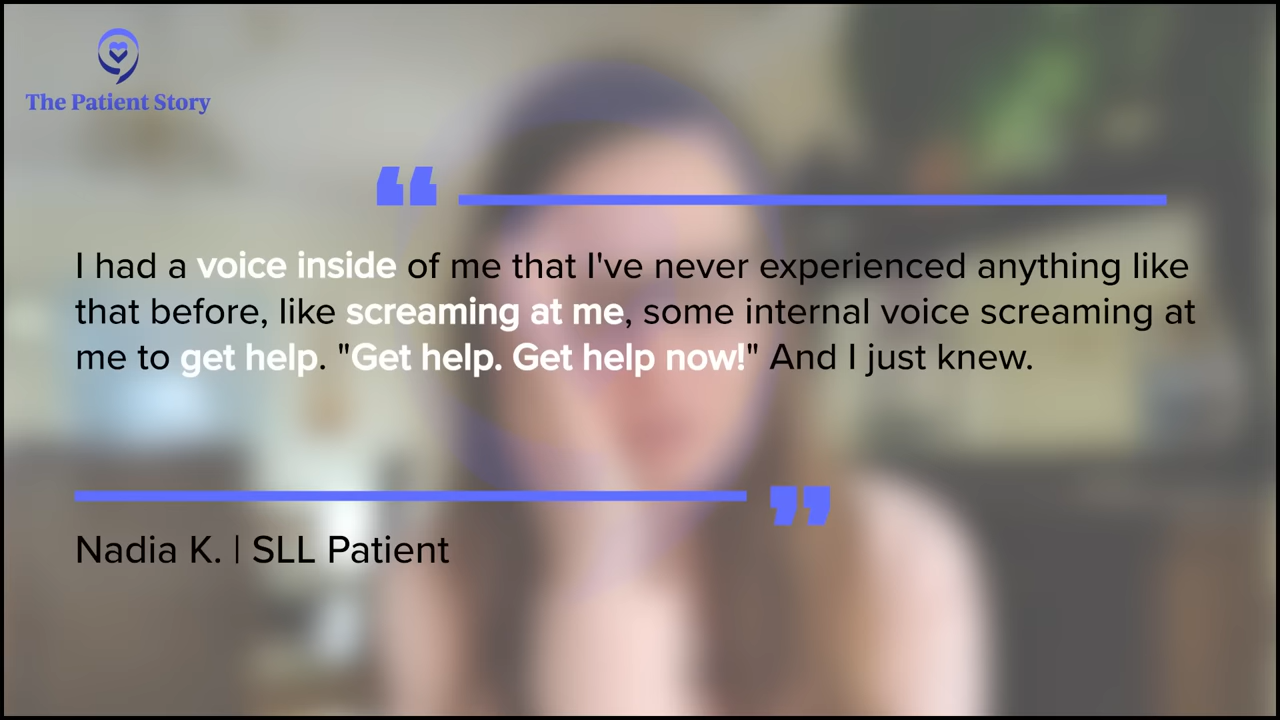 The Patient Story
I had a voice inside of me that I've never experienced anything like
that before, like screaming at me, some internal voice screaming at
me to get help. "Get help. Get help now!" And I just knew.
Nadia K. | SLL Patient